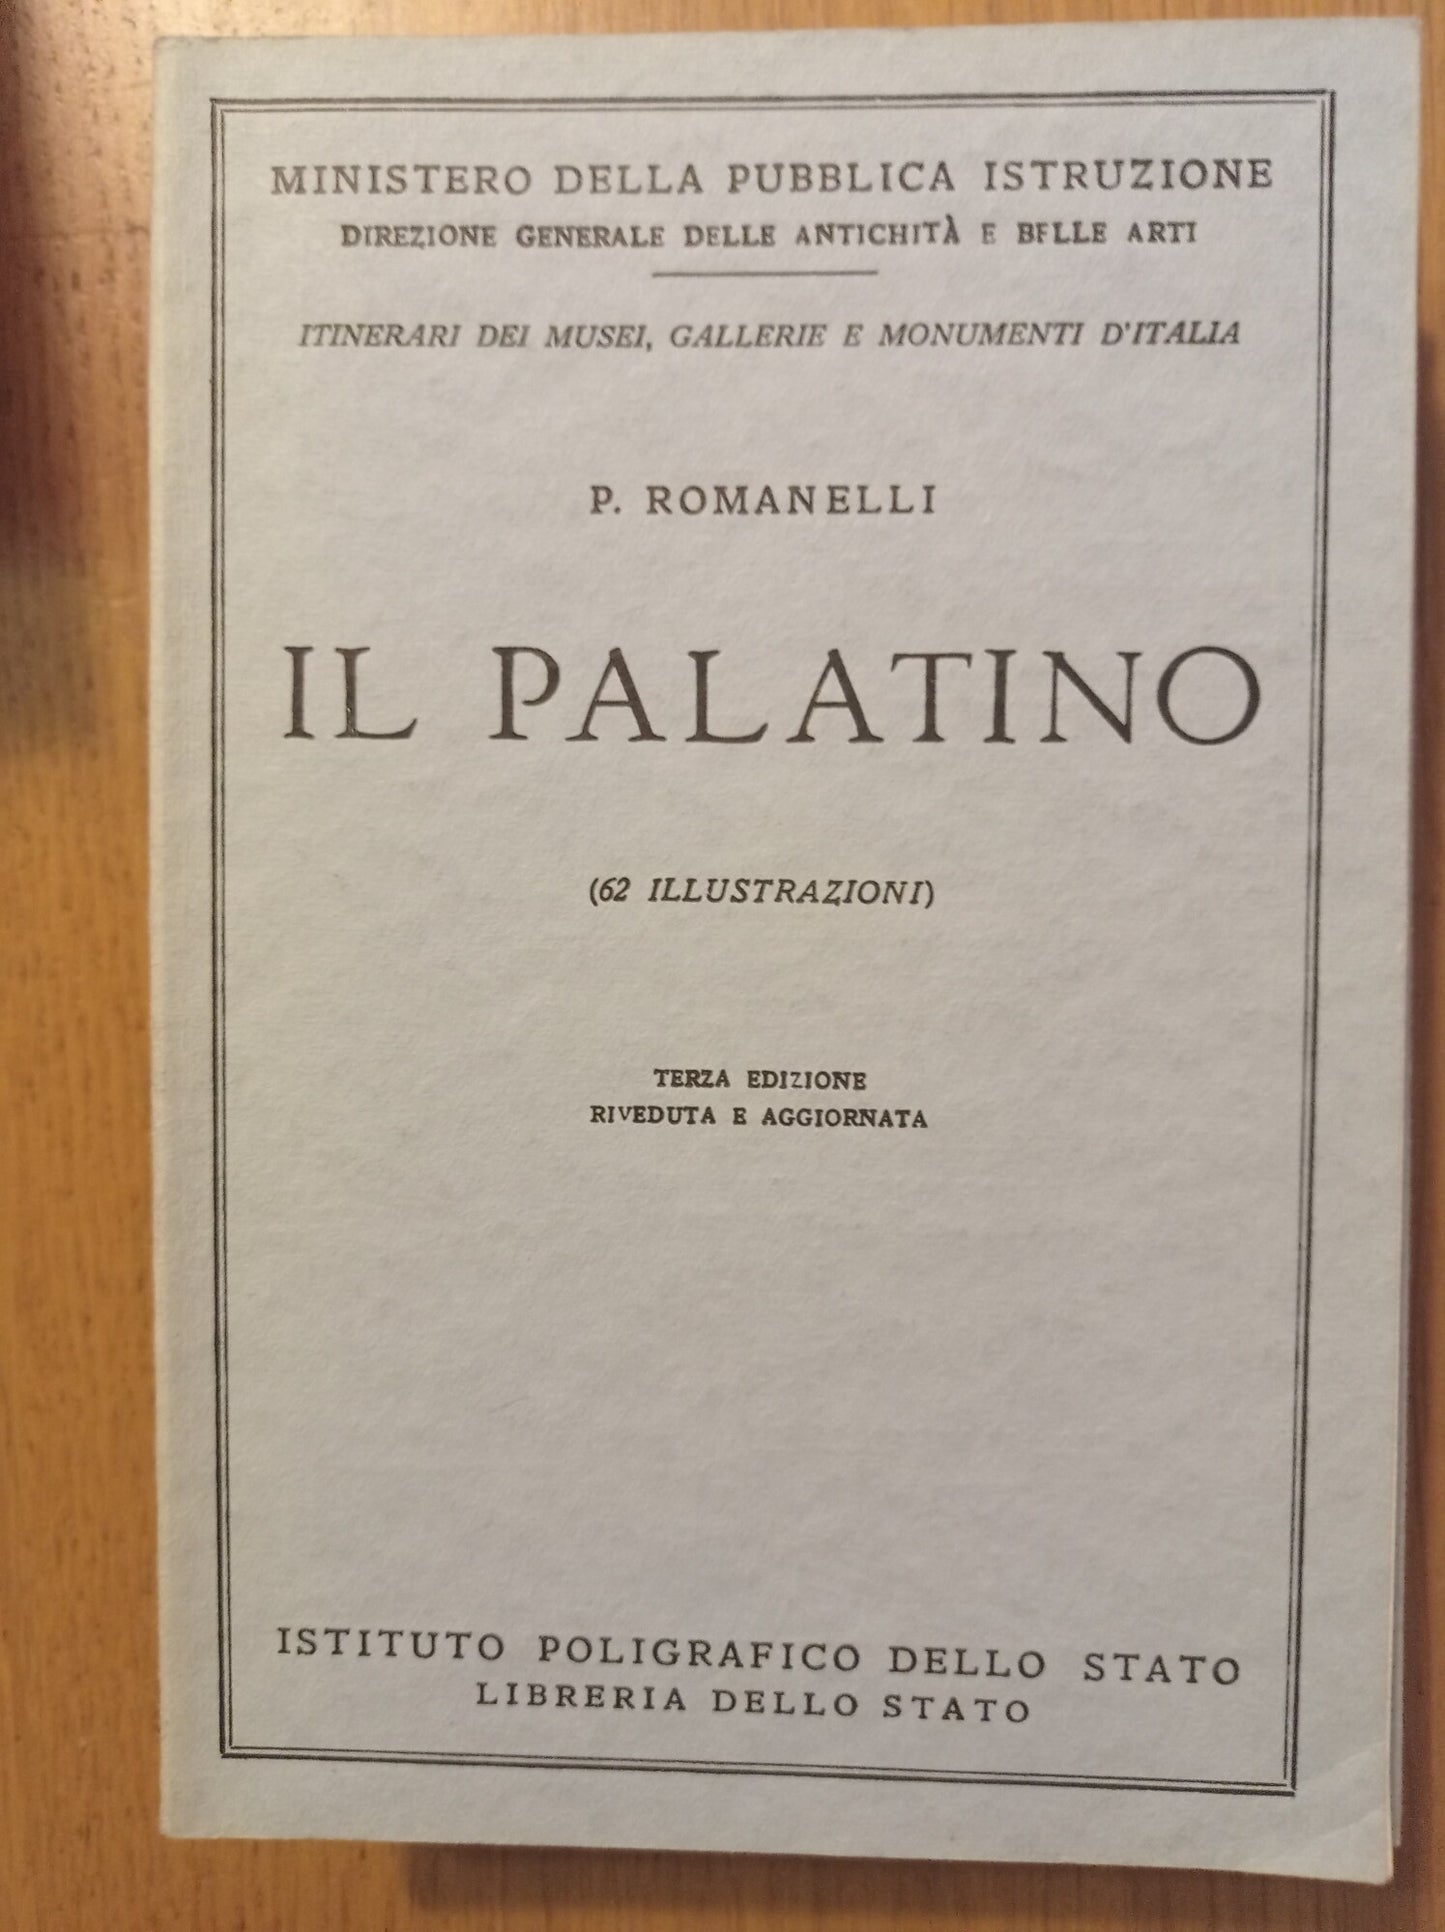 MINISTERO DELLA PUBBLICA ISTRUZIONE
DIREZIONE GENERALE DELLE ANTICHITÀ E BELLE ARTI
ITINERARI DEI MUSEI, GALLERIE E MONUMENTI D'ITALIA
P. ROMANELLI
IL PALATINO
(62 ILLUSTRAZIONI)
TERZA EDIZIONE
RIVEDUTA E AGGIORNATA
ISTITUTO POLIGRAFICO DELLO STATO
LIBRERIA DELLO STATO